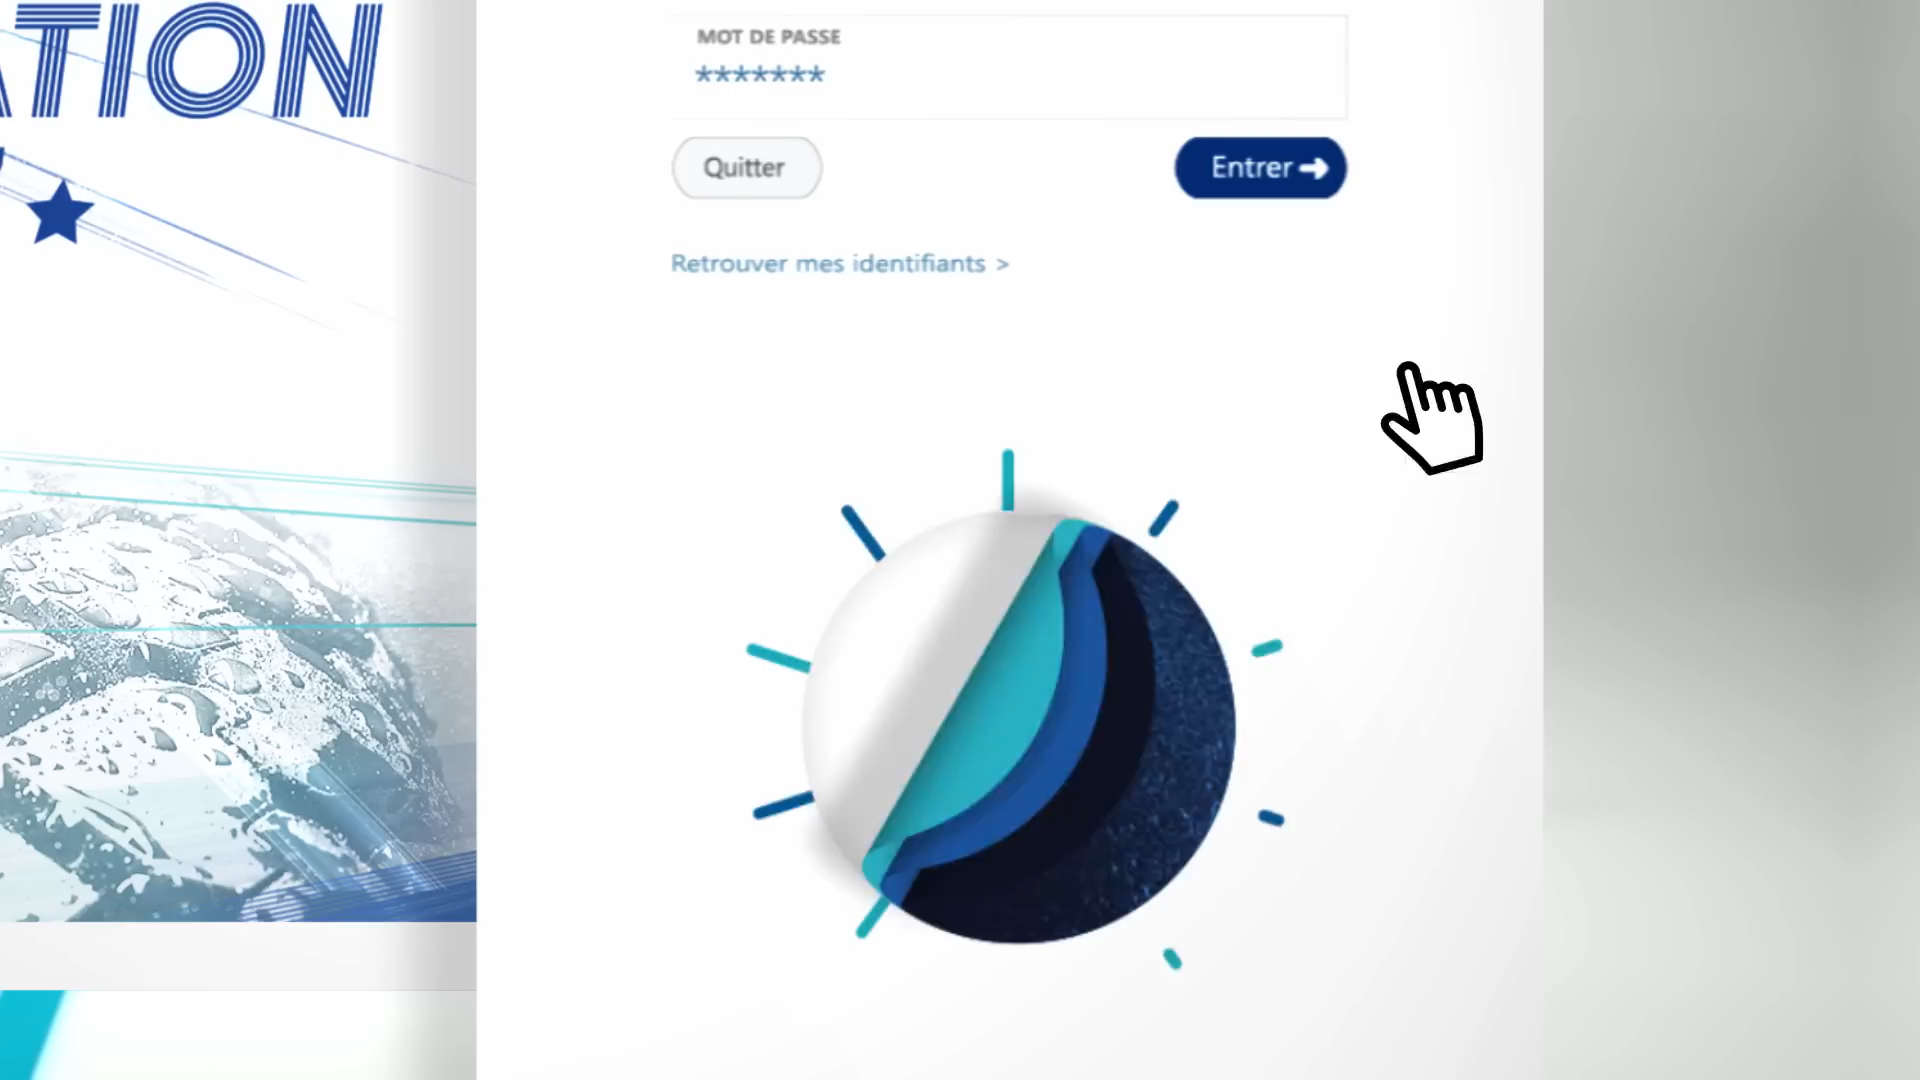 ATION
MOT DE PASSE
*******
Quitter
Entrer
Retrouver mes identifiants >